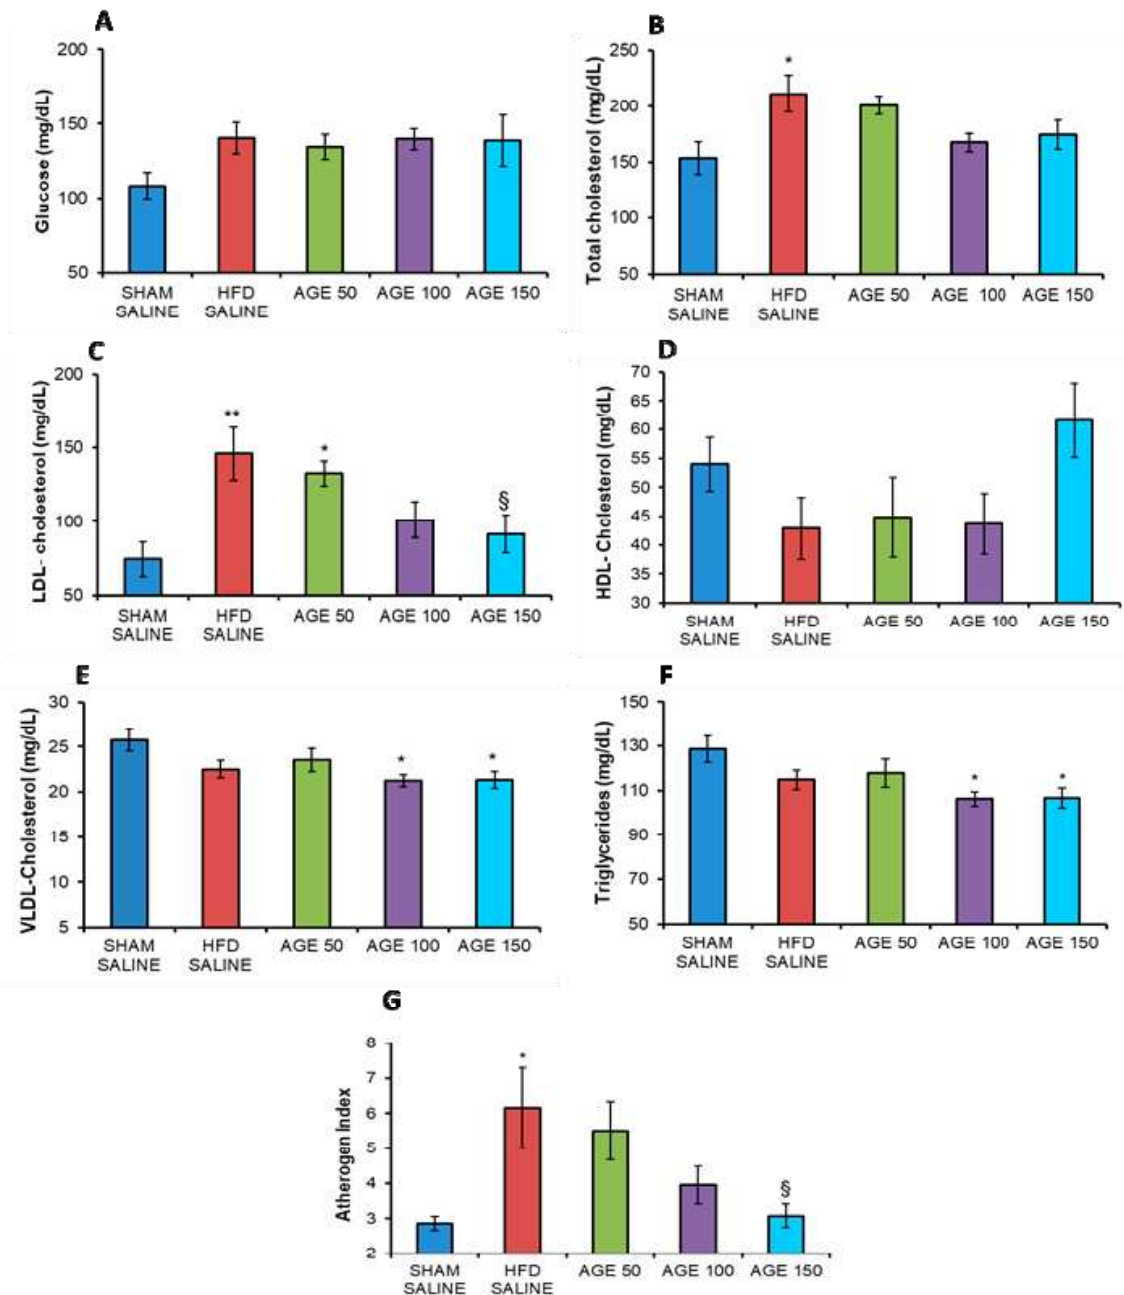 A
Glucose (mg/dL)
200
150
100
50
SHAM SALINE
HFD SALINE
AGE 50
AGE 100
AGE 150
B
Total cholesterol (mg/dL)
250
200
150
100
50
*
SHAM SALINE
HFD SALINE
AGE 50
AGE 100
AGE 150
C
LDL- cholesterol (mg/dL)
200
150
100
50
**
*
§
SHAM SALINE
HFD SALINE
AGE 50
AGE 100
AGE 150
D
HDL- Cholesterol (mg/dL)
70
65
60
55
50
45
40
35
30
SHAM SALINE
HFD SALINE
AGE 50
AGE 100
AGE 150
E
VLDL-Cholesterol (mg/dL)
30
25
20
15
10
5
*
*
SHAM SALINE
HFD SALINE
AGE 50
AGE 100
AGE 150
F
Triglycerides (mg/dL)
150
130
110
90
70
50
*
*
SHAM SALINE
HFD SALINE
AGE 50
AGE 100
AGE 150
G
Atherogen Index
8
7
6
5
4
3
2
*
§
SHAM SALINE
HFD SALINE
AGE 50
AGE 100
AGE 150